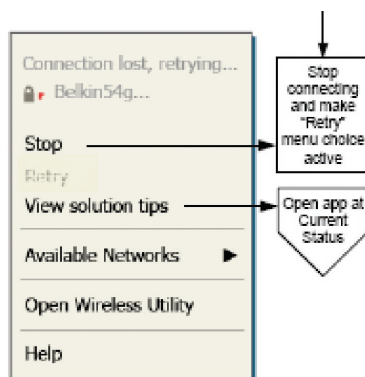 Connection lost, retrying...
Belkin54g...
Stop
Retry
View solution tips
Available Networks
Open Wireless Utility
Help
Stop
connecting
and make
"Retry"
menu choice
active
Open app at
Current
Status